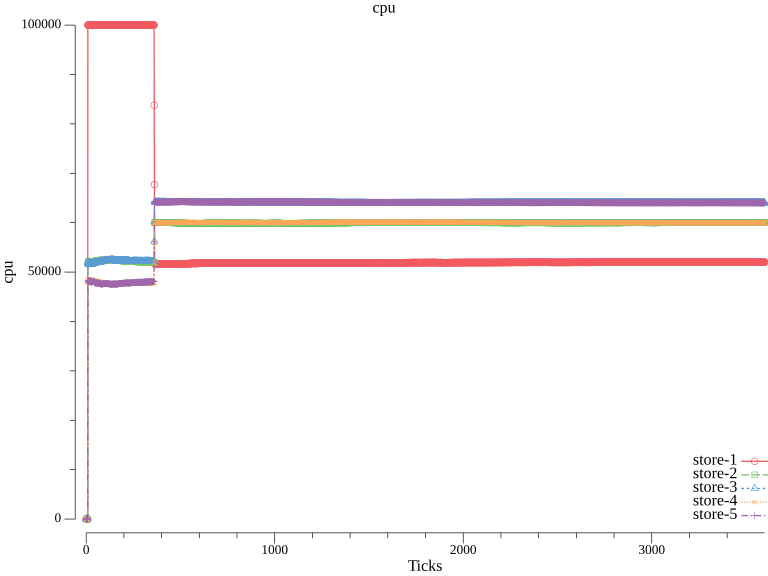 cpu
100000
50000
0
cpu
0
1000
2000
3000
Ticks
store-1
store-2
store-3
store-4
store-5